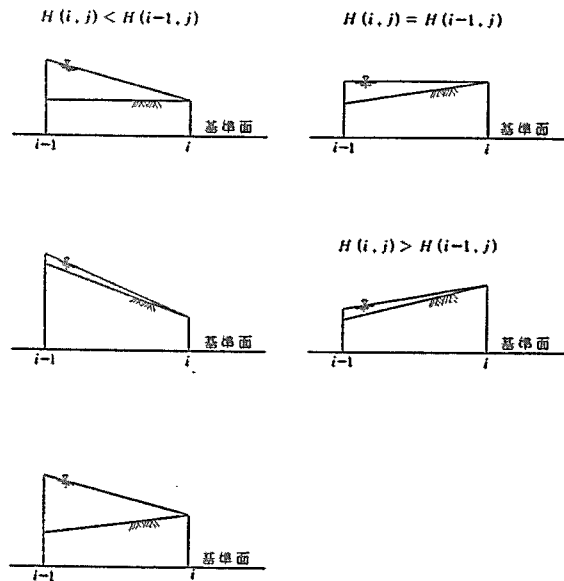 H(i,j) < H(i−1,j)
H(i,j) = H(i−1,j)
基準面
i−1
i
基準面
i−1
i
H(i,j) > H(i−1,j)
基準面
i−1
i
基準面
i−1
i
基準面
i−1
i